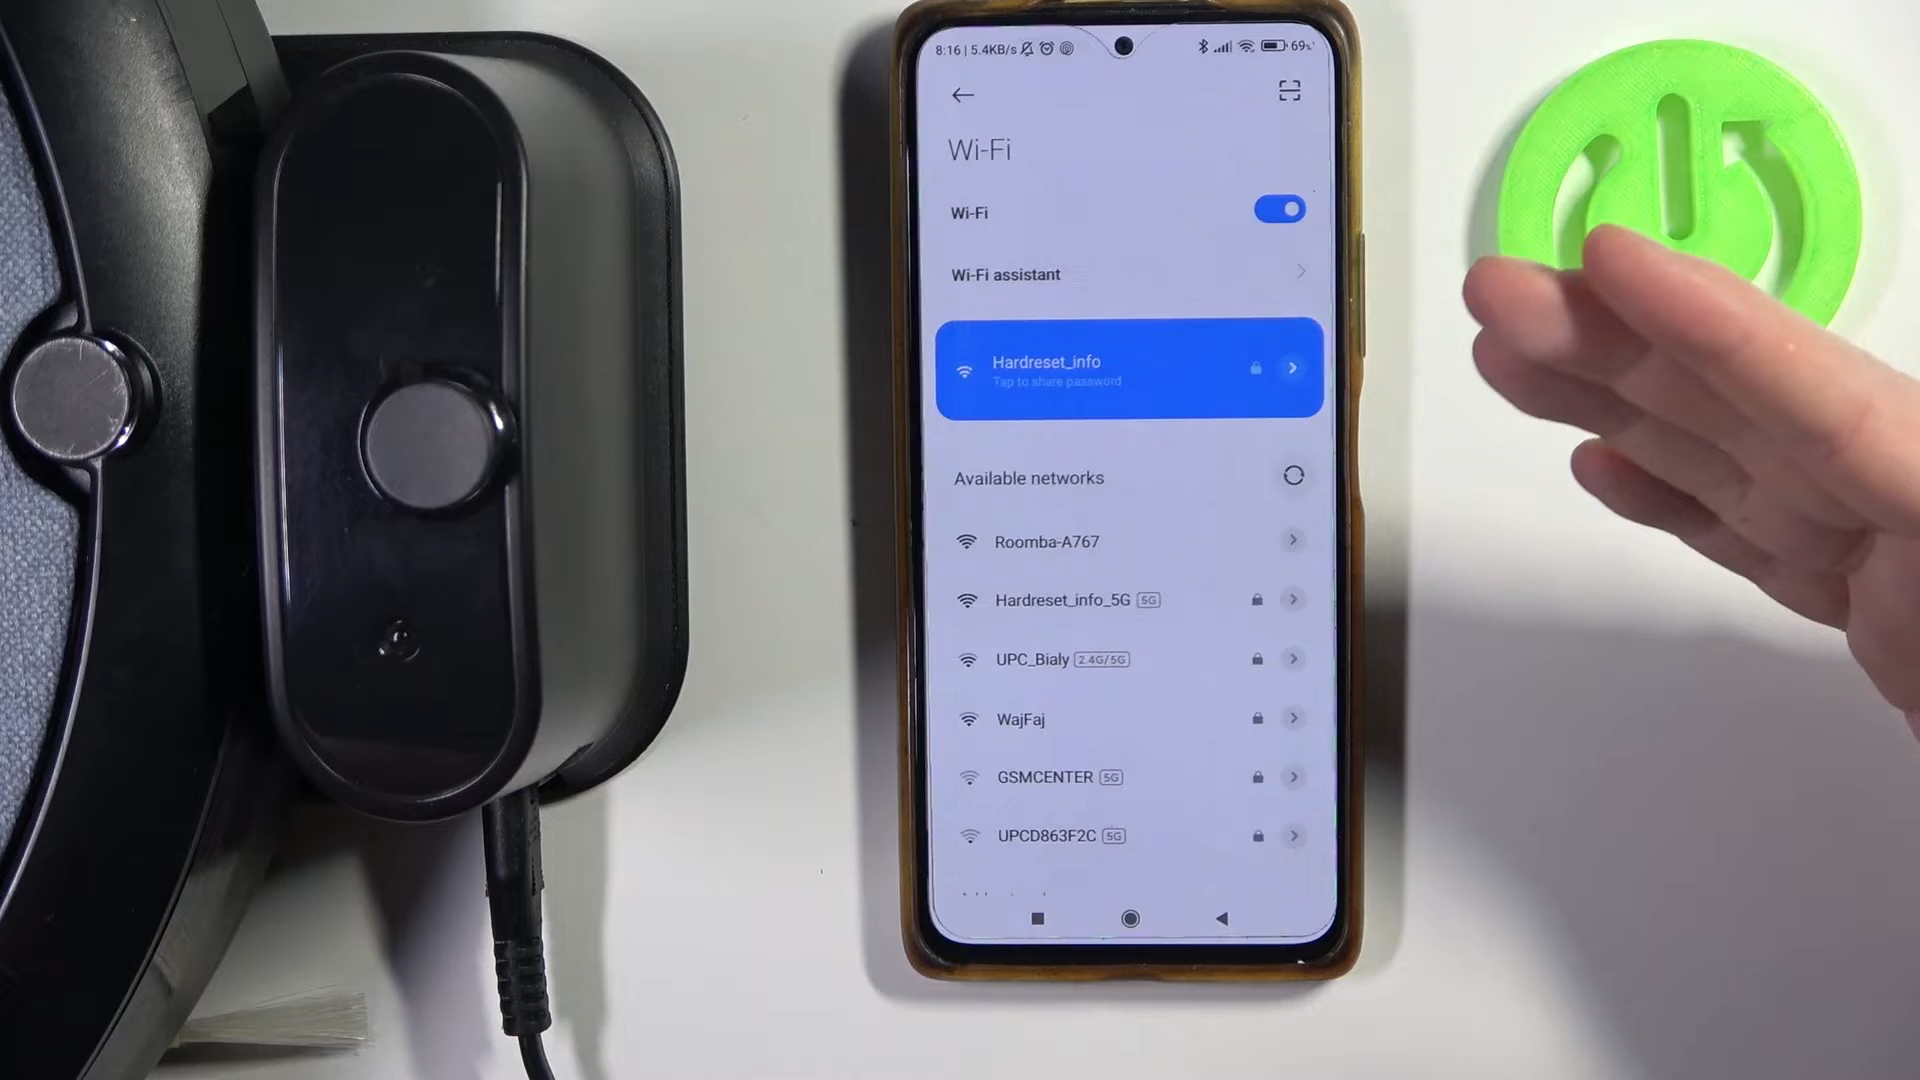 8:16 | 5.4KB/s 69%
Wi-Fi
Wi-Fi
Wi-Fi assistant
Hardreset_info
Tap to share password
Available networks
Roomba-A767
Hardreset_info_5G 5G
UPC_Bialy 2.4G/5G
WajFaj
GSMCENTER 5G
UPCD863F2C 5G